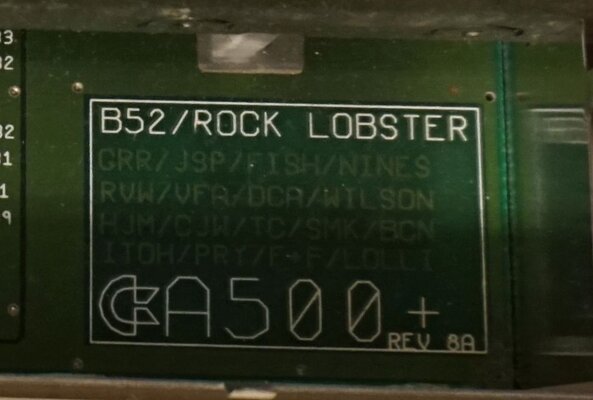 B52/ROCK LOBSTER
GRR/JSP/FISH/NINES
RVW/VFR/DCA/WILSON
HJM/CJW/TC/SMK/BCN
ITOH/PRY/F+F/LOLLI
A500+
REV 8A